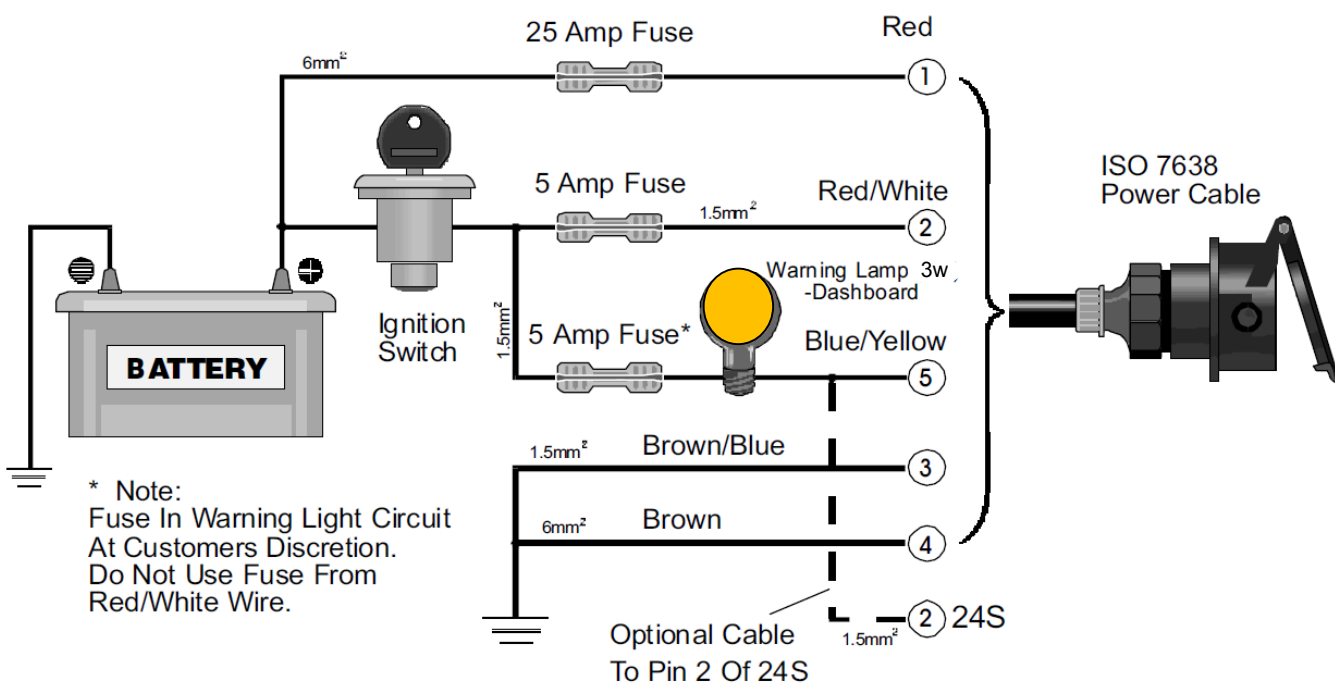 25 Amp Fuse
Red
6mm²
1
ISO 7638
Power Cable
5 Amp Fuse
1.5mm²
Red/White
2
Warning Lamp 3w
-Dashboard
Ignition
Switch
1.5mm²
5 Amp Fuse*
Blue/Yellow
5
BATTERY
1.5mm²
Brown/Blue
3
* Note:
Fuse In Warning Light Circuit
At Customers Discretion.
Do Not Use Fuse From
Red/White Wire.
6mm²
Brown
4
2 24S
1.5mm²
Optional Cable
To Pin 2 Of 24S